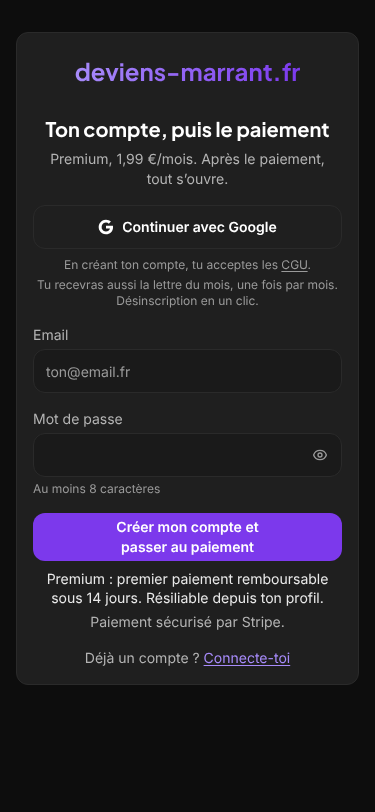 deviens-marrant.fr
Ton compte, puis le paiement
Premium, 1,99 €/mois. Après le paiement,
tout s’ouvre.
Continuer avec Google
En créant ton compte, tu acceptes les CGU.
Tu recevras aussi la lettre du mois, une fois par mois.
Désinscription en un clic.
Email
ton@email.fr
Mot de passe
Au moins 8 caractères
Créer mon compte et
passer au paiement
Premium : premier paiement remboursable
sous 14 jours. Résiliable depuis ton profil.
Paiement sécurisé par Stripe.
Déjà un compte ? Connecte-toi